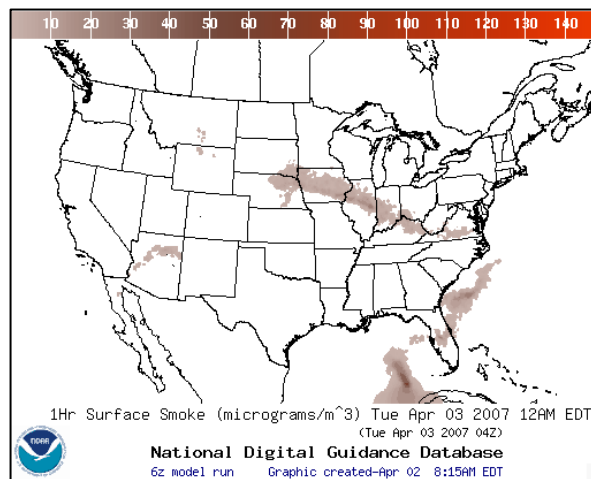 10 20 30 40 50 60 70 80 90 100 110 120 130 140
1Hr Surface Smoke (micrograms/m^3) Tue Apr 03 2007 12AM EDT
(Tue Apr 03 2007 04Z)
NOAA
National Digital Guidance Database
6z model run Graphic created-Apr 02 8:15AM EDT